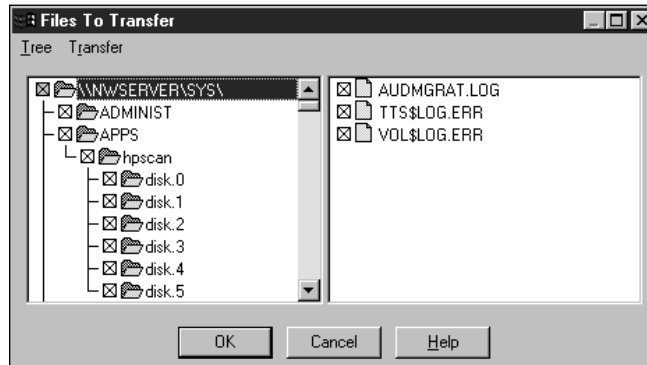 Files To Transfer
Tree Transfer
\\NWSERVER\SYS\
ADMINIST
APPS
hpscan
disk.0
disk.1
disk.2
disk.3
disk.4
disk.5
AUDMGRAT.LOG
TTS$LOG.ERR
VOL$LOG.ERR
OK Cancel Help